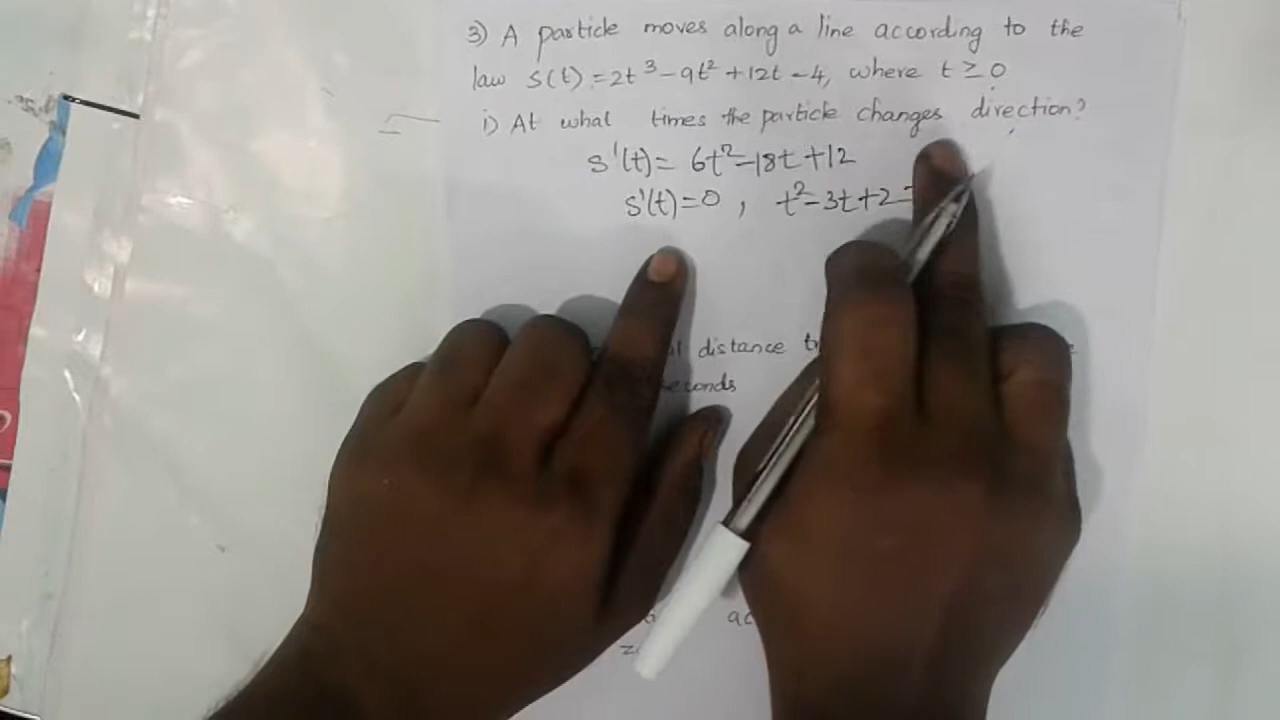 3) A particle moves along a line according to the
law s(t) = 2t³ - 9t² + 12t - 4, where t ≥ 0
i) At what times the particle changes direction?
s'(t) = 6t² - 18t + 12
s'(t) = 0 , t² - 3t + 2 =
distance
seconds